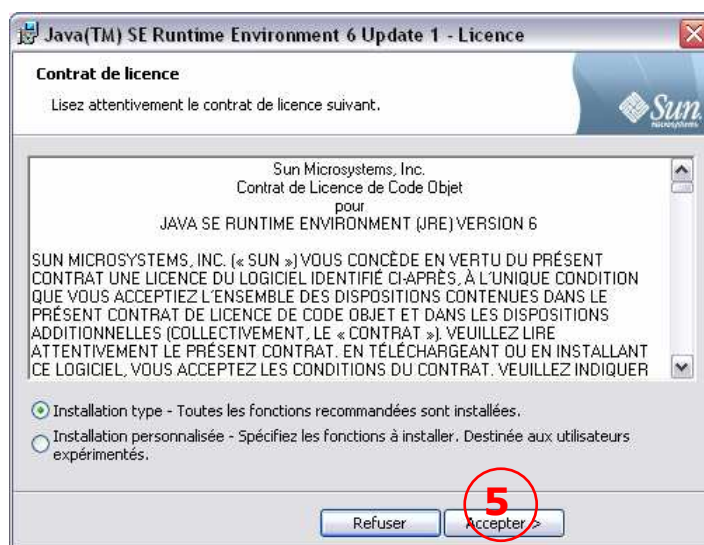 Java(TM) SE Runtime Environment 6 Update 1 - Licence
Contrat de licence
Lisez attentivement le contrat de licence suivant.
Sun
microsystems
Sun Microsystems, Inc.
Contrat de Licence de Code Objet
pour
JAVA SE RUNTIME ENVIRONMENT (JRE) VERSION 6
SUN MICROSYSTEMS, INC. (« SUN ») VOUS CONCÈDE EN VERTU DU PRÉSENT
CONTRAT UNE LICENCE DU LOGICIEL IDENTIFIÉ CI-APRÈS, À L'UNIQUE CONDITION
QUE VOUS ACCEPTIEZ L'ENSEMBLE DES DISPOSITIONS CONTENUES DANS LE
PRÉSENT CONTRAT DE LICENCE DE CODE OBJET ET DANS LES DISPOSITIONS
ADDITIONNELLES (COLLECTIVEMENT, LE « CONTRAT »). VEUILLEZ LIRE
ATTENTIVEMENT LE PRÉSENT CONTRAT. EN TÉLÉCHARGEANT OU EN INSTALLANT
CE LOGICIEL, VOUS ACCEPTEZ LES CONDITIONS DU CONTRAT. VEUILLEZ INDIQUER
Installation type - Toutes les fonctions recommandées sont installées.
Installation personnalisée - Spécifiez les fonctions à installer. Destinée aux utilisateurs
expérimentés.
5
Refuser
Accepter >